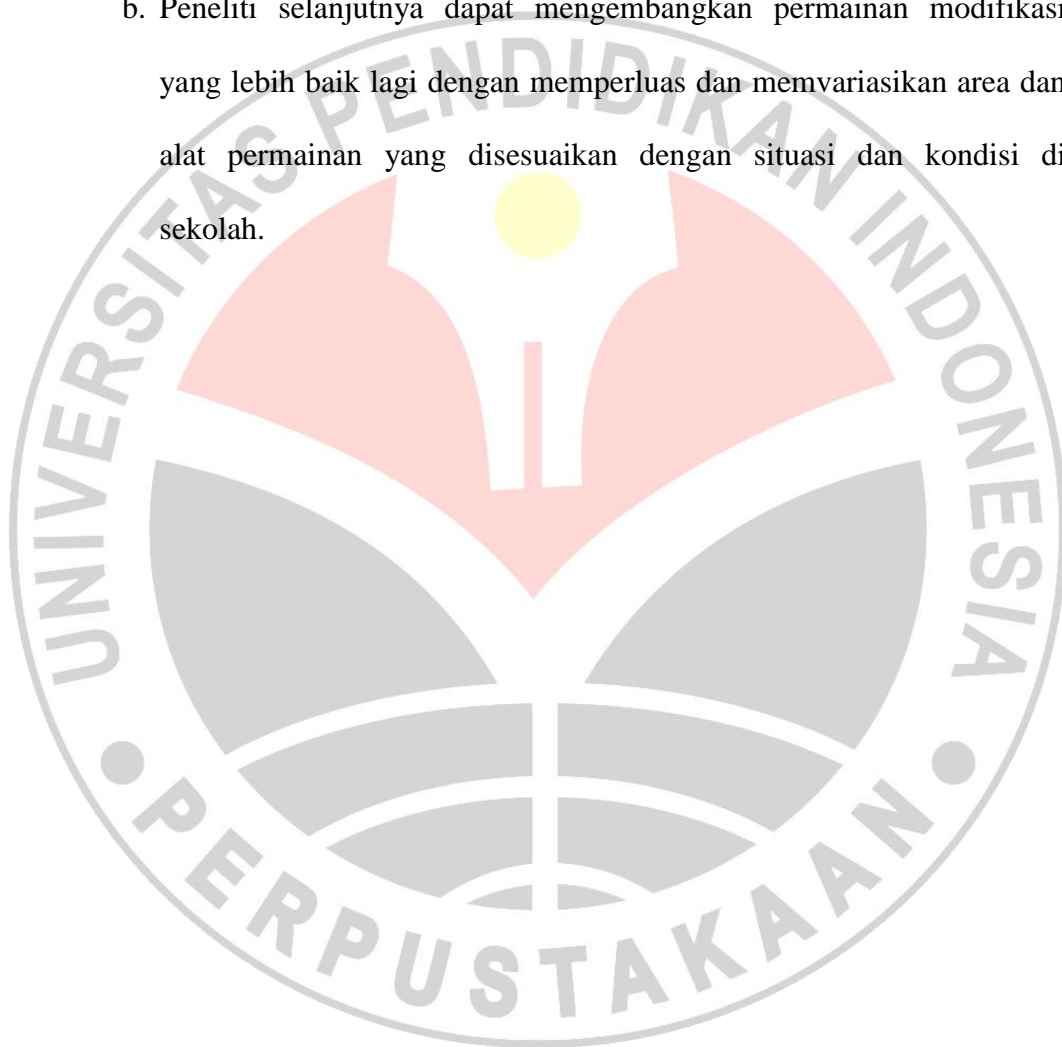 b. Peneliti selanjutnya dapat mengembangkan permainan modifikasi
yang lebih baik lagi dengan memperluas dan memvariasikan area dan
alat permainan yang disesuaikan dengan situasi dan kondisi di
sekolah.
UNIVERSITAS PENDIDIKAN INDONESIA
PERPUSTAKAAN